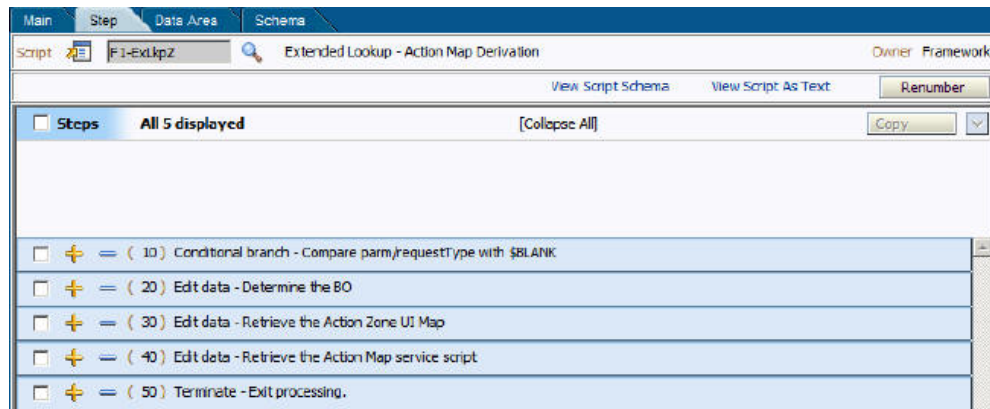 Main Step Data Area Schema
Script F1-ExLkpZ Extended Lookup - Action Map Derivation Owner Framework
View Script Schema View Script As Text Renumber
Steps All 5 displayed [Collapse All] Copy
( 10 ) Conditional branch - Compare parm/requestType with $BLANK
( 20 ) Edit data - Determine the BO
( 30 ) Edit data - Retrieve the Action Zone UI Map
( 40 ) Edit data - Retrieve the Action Map service script
( 50 ) Terminate - Exit processing.